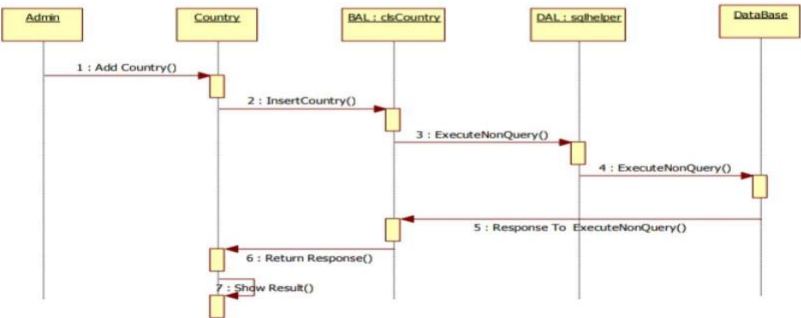 Admin
Country
BAL : clsCountry
DAL : sqlhelper
DataBase
1 : Add Country()
2 : InsertCountry()
3 : ExecuteNonQuery()
4 : ExecuteNonQuery()
5 : Response To ExecuteNonQuery()
6 : Return Response()
7 : Show Result()